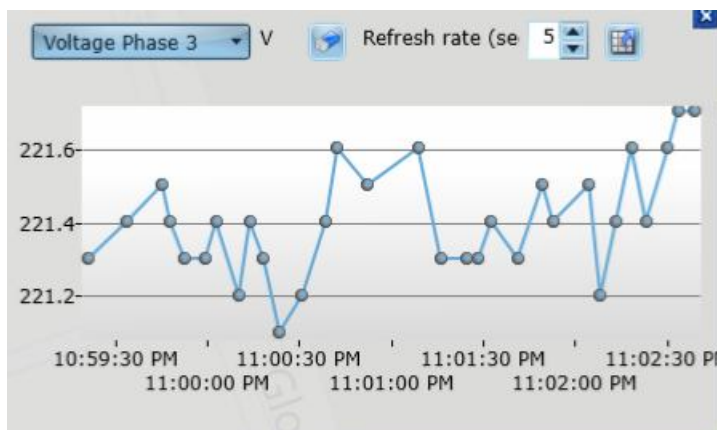 Voltage Phase 3 V Refresh rate (se 5
221.6
221.4
221.2
10:59:30 PM 11:00:30 PM 11:01:30 PM 11:02:30 P
11:00:00 PM 11:01:00 PM 11:02:00 PM
Glo